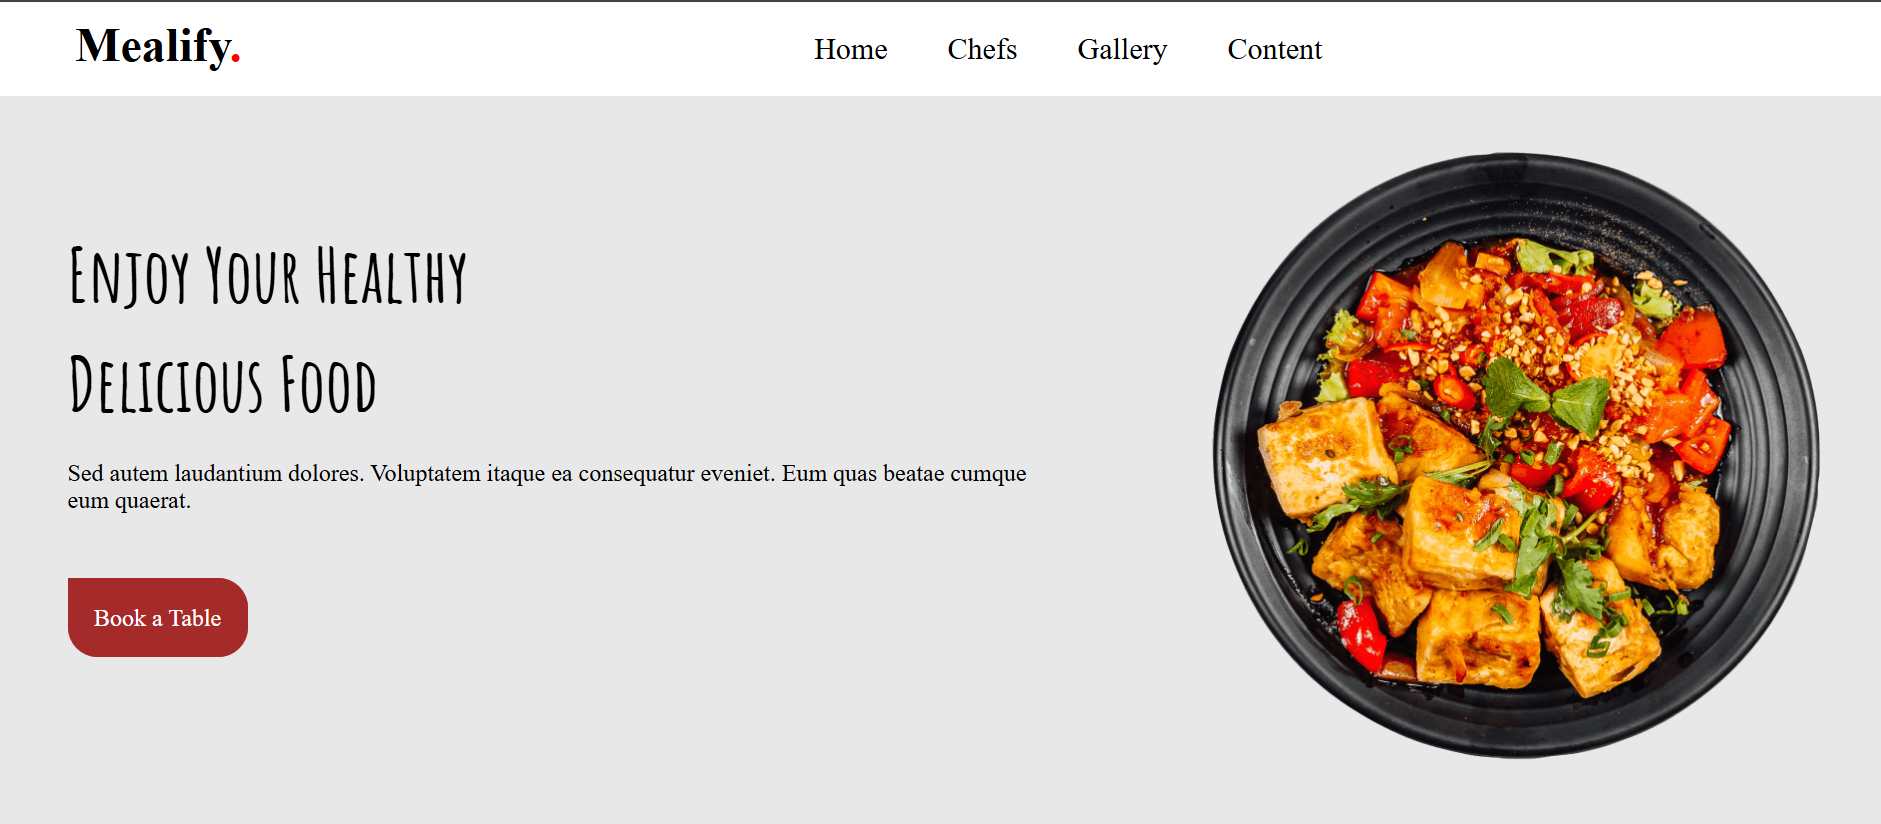 Mealify.
Home Chefs Gallery Content
Enjoy Your Healthy
Delicious Food
Sed autem laudantium dolores. Voluptatem itaque ea consequatur eveniet. Eum quas beatae cumque
eum quaerat.
Book a Table